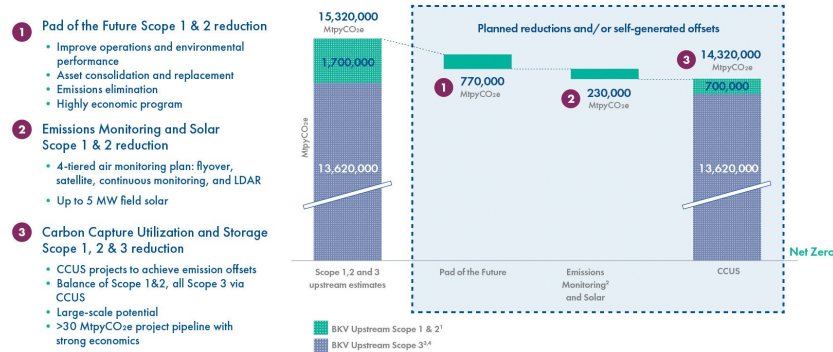 1 Pad of the Future Scope 1 & 2 reduction
• Improve operations and environmental
performance
• Asset consolidation and replacement
• Emissions elimination
• Highly economic program
2 Emissions Monitoring and Solar
Scope 1 & 2 reduction
• 4-tiered air monitoring plan: flyover,
satellite, continuous monitoring, and LDAR
• Up to 5 MW field solar
3 Carbon Capture Utilization and Storage
Scope 1, 2 & 3 reduction
• CCUS projects to achieve emission offsets
• Balance of Scope 1&2, all Scope 3 via
CCUS
• Large-scale potential
• >30 MtpyCO₂e project pipeline with
strong economics
MtpyCO₂e
15,320,000
MtpyCO₂e
1,700,000
13,620,000
Scope 1,2 and 3
upstream estimates
Planned reductions and/or self-generated offsets
1 770,000
MtpyCO₂e
Pad of the Future
2 230,000
MtpyCO₂e
Emissions
Monitoring²
and Solar
3 14,320,000
MtpyCO₂e
700,000
13,620,000
CCUS
Net Zero
BKV Upstream Scope 1 & 2¹
BKV Upstream Scope 3³,⁴